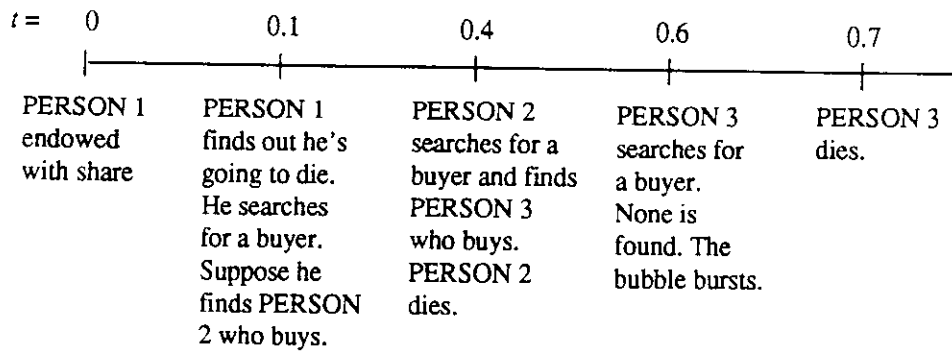 t = 0 0.1 0.4 0.6 0.7
PERSON 1
endowed
with share
PERSON 1
finds out he's
going to die.
He searches
for a buyer.
Suppose he
finds PERSON
2 who buys.
PERSON 2
searches for a
buyer and finds
PERSON 3
who buys.
PERSON 2
dies.
PERSON 3
searches for
a buyer.
None is
found. The
bubble bursts.
PERSON 3
dies.